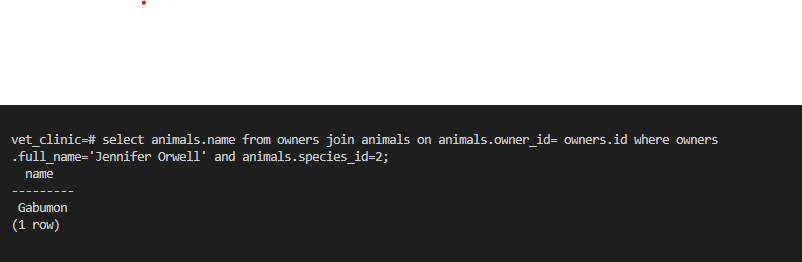 vet_clinic=# select animals.name from owners join animals on animals.owner_id= owners.id where owners
.full_name='Jennifer Orwell' and animals.species_id=2;
  name
---------
 Gabumon
(1 row)